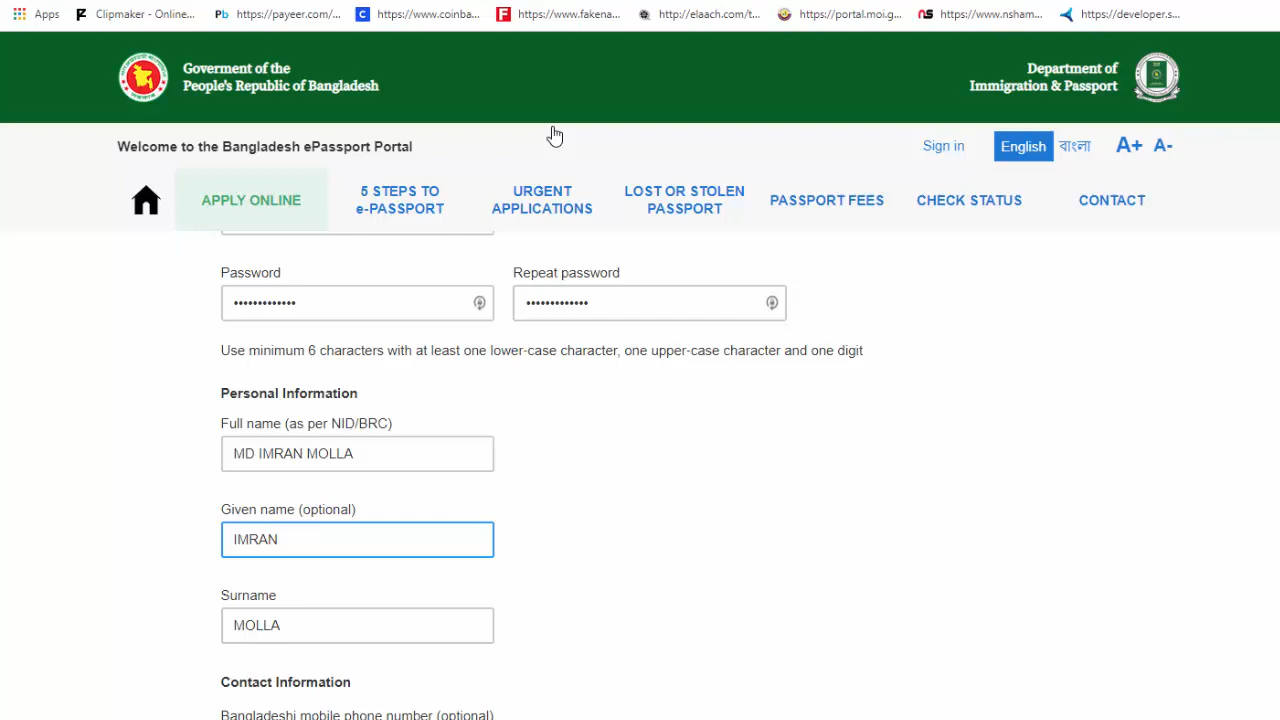 Apps
Clipmaker - Online...
https://payeer.com/...
https://www.coinba...
https://www.fakena...
http://elaach.com/t...
https://portal.moi.g...
https://www.nsham...
https://developer.s...
Goverment of the
People's Republic of Bangladesh
Department of
Immigration & Passport
Welcome to the Bangladesh ePassport Portal
Sign in
English
বাংলা
A+
A-
APPLY ONLINE
5 STEPS TO
e-PASSPORT
URGENT
APPLICATIONS
LOST OR STOLEN
PASSPORT
PASSPORT FEES
CHECK STATUS
CONTACT
Password
Repeat password
•••••••••••••
•••••••••••••
Use minimum 6 characters with at least one lower-case character, one upper-case character and one digit
Personal Information
Full name (as per NID/BRC)
MD IMRAN MOLLA
Given name (optional)
IMRAN
Surname
MOLLA
Contact Information
Bangladeshi mobile phone number (optional)